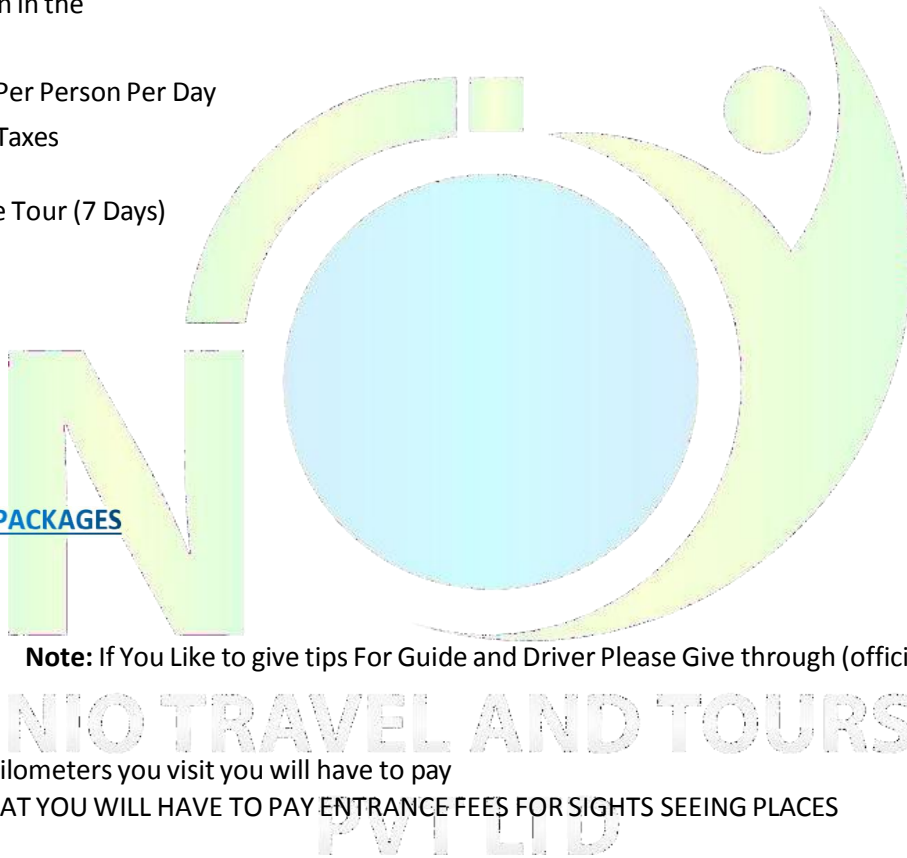 n in the
Per Person Per Day
Taxes
e Tour (7 Days)
PACKAGES
Note: If You Like to give tips For Guide and Driver Please Give through (offici
NIO TRAVEL AND TOURS
ilometers you visit you will have to pay
AT YOU WILL HAVE TO PAY ENTRANCE FEES FOR SIGHTS SEEING PLACES
PVT LTD